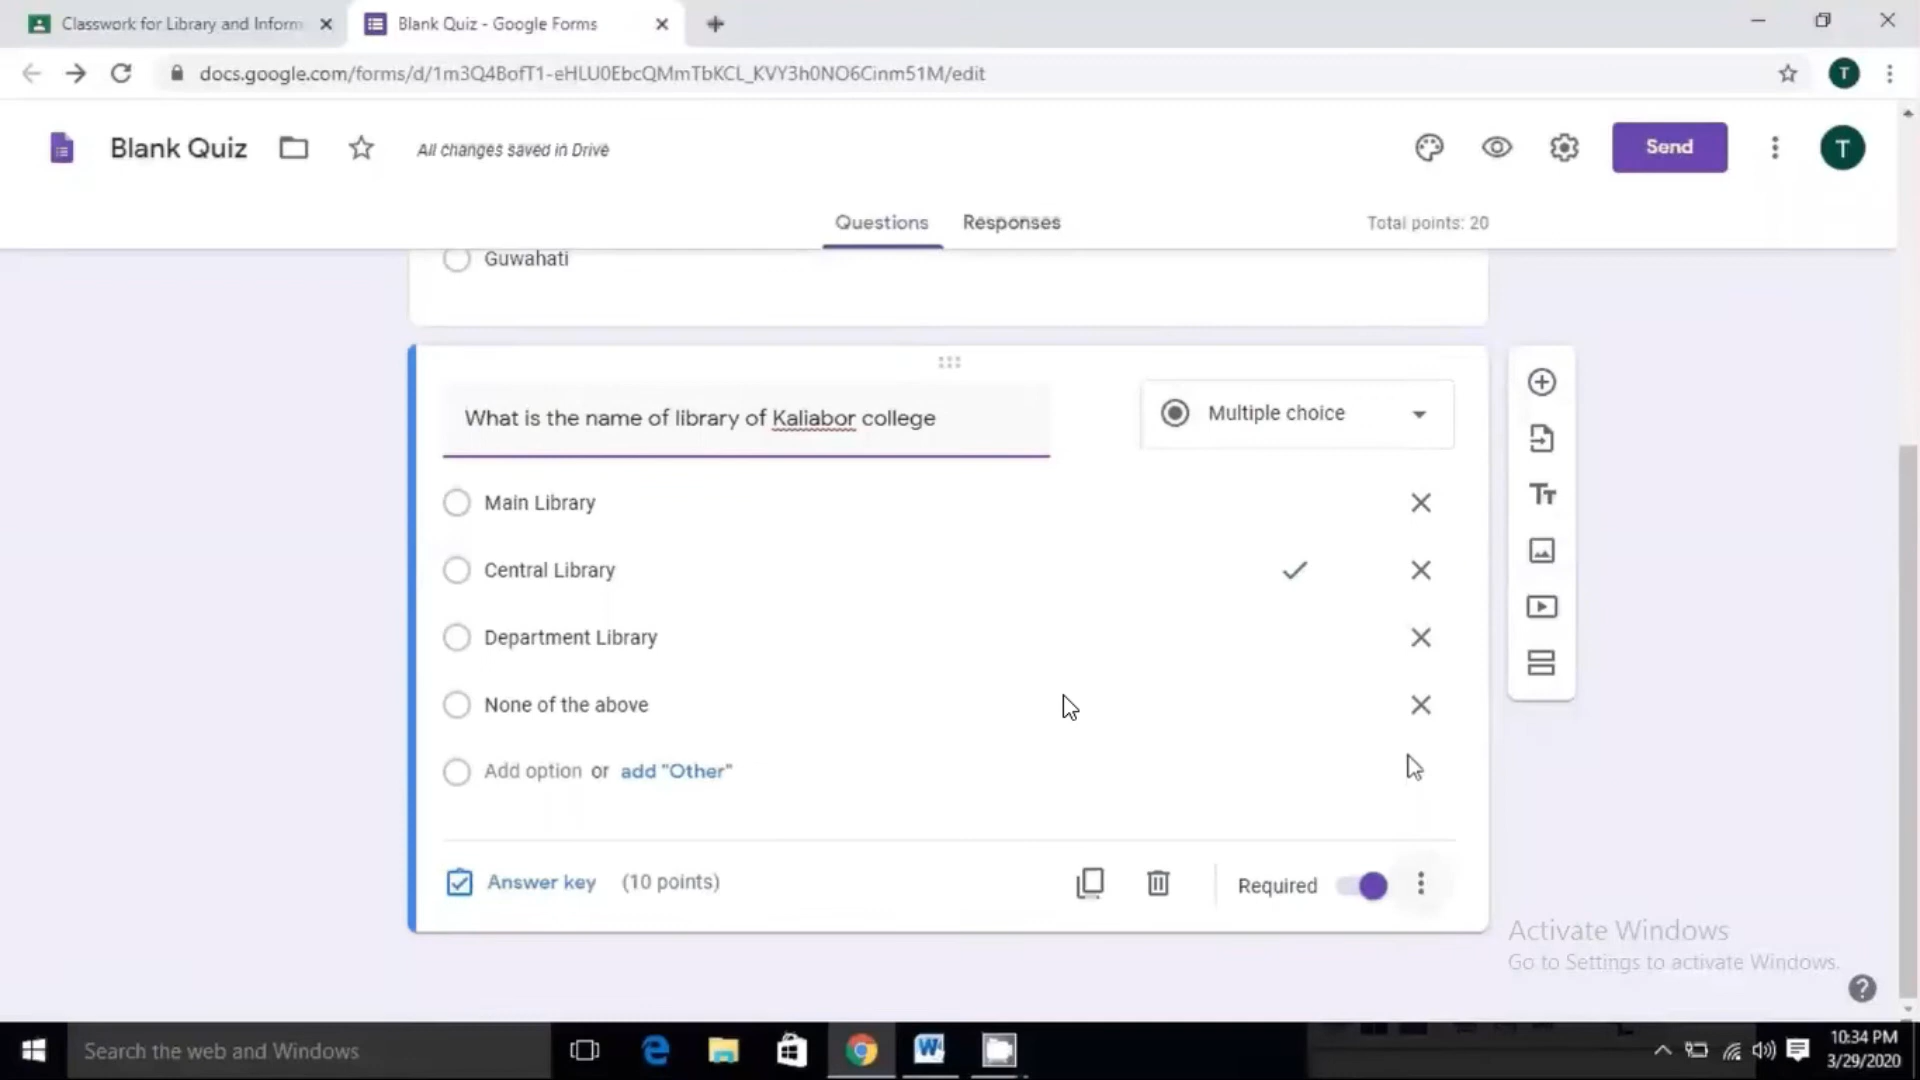 Classwork for Library and Inform
Blank Quiz - Google Forms
docs.google.com/forms/d/1m3Q4BofT1-eHLU0EbcQMmTbKCL_KVY3h0NO6Cinm51M/edit
T
Blank Quiz
All changes saved in Drive
Send
T
Questions
Responses
Total points: 20
Guwahati
What is the name of library of Kaliabor college
Multiple choice
Main Library
Central Library
Department Library
None of the above
Add option or add "Other"
Answer key (10 points)
Required
Activate Windows
Go to Settings to activate Windows.
Search the web and Windows
10:34 PM
3/29/2020